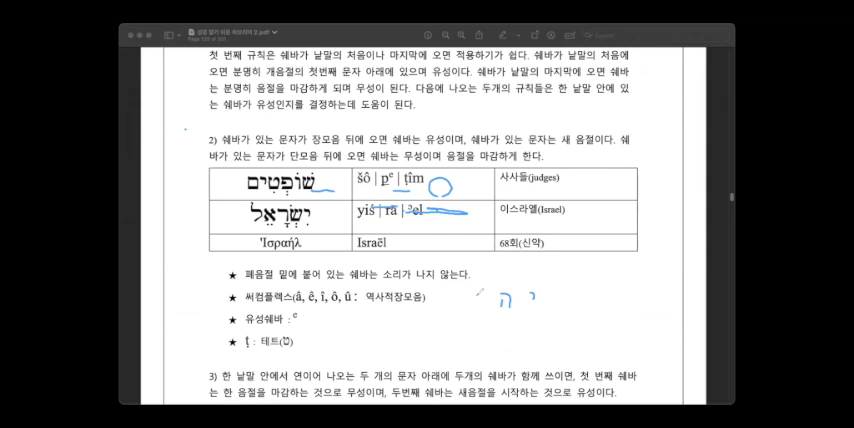 성경 알기 쉬운 히브리어 2.pdf
Search
첫 번째 규칙은 쉐바가 낱말의 처음이나 마지막에 오면 적용하기가 쉽다. 쉐바가 낱말의 처음에
오면 분명히 개음절의 첫번째 문자 아래에 있으며 유성이다. 쉐바가 낱말의 마지막에 오면 쉐바
는 분명히 음절을 마감하게 되며 무성이 된다. 다음에 나오는 두개의 규칙들은 한 낱말 안에 있
는 쉐바가 유성인지를 결정하는데 도움이 된다.
2) 쉐바가 있는 문자가 장모음 뒤에 오면 쉐바는 유성이며, 쉐바가 있는 문자는 새 음절이다. 쉐
바가 있는 문자가 단모음 뒤에 오면 쉐바는 무성이며 음절을 마감하게 한다.
שׁוֹפְטִים šô | pᵉ | ṭîm 사사들(judges)
יִשְׂרָאֵל yiś | rā | ᵓel 이스라엘(Israel)
Ἰσραήλ Israēl 68회(신약)
★ 폐음절 밑에 붙어 있는 쉐바는 소리가 나지 않는다.
★ 써컴플렉스(â, ê, î, ô, û: 역사적장모음)
ה י
★ 유성쉐바 : ᵉ
★ ṭ : 테트(ט)
3) 한 낱말 안에서 연이어 나오는 두 개의 문자 아래에 두개의 쉐바가 함께 쓰이면, 첫 번째 쉐바
는 한 음절을 마감하는 것으로 무성이며, 두번째 쉐바는 새음절을 시작하는 것으로 유성이다.